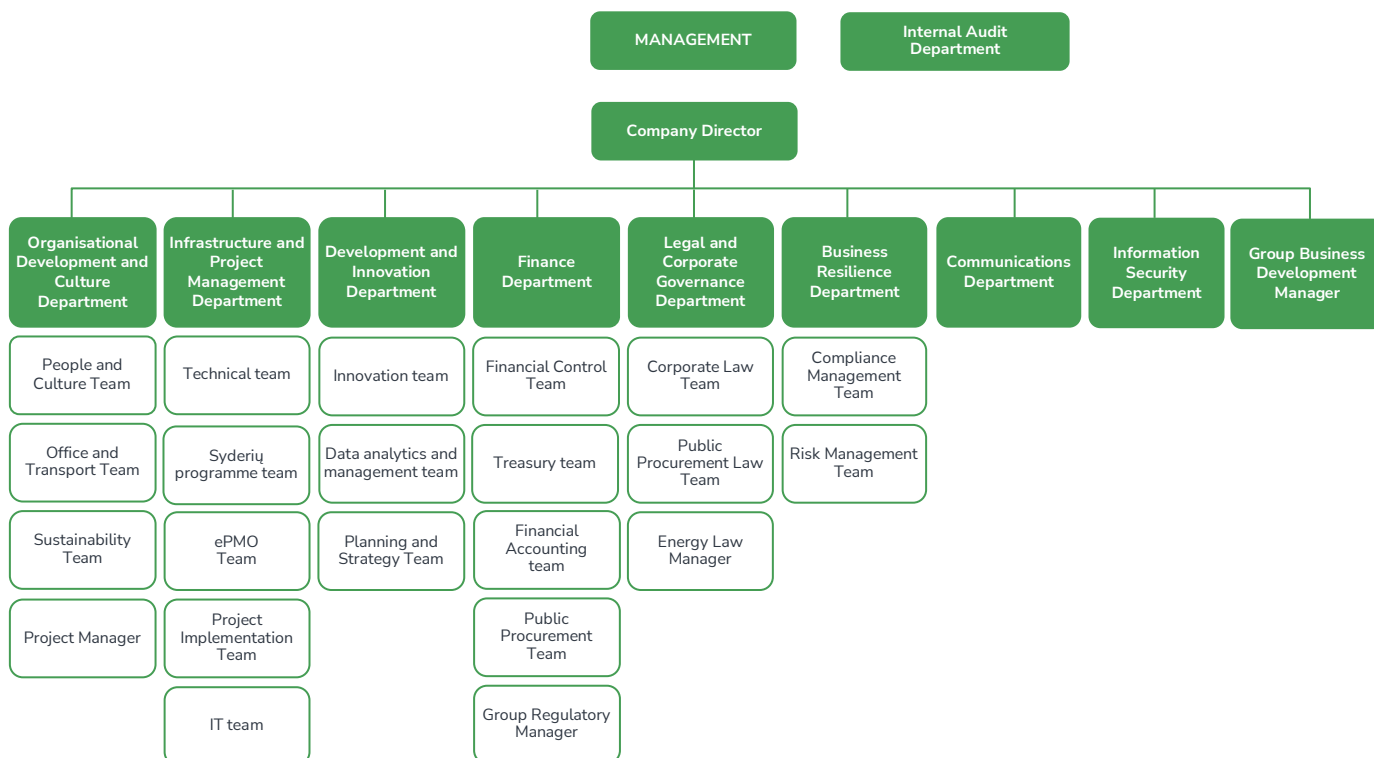 MANAGEMENT
Internal Audit
Department
Company Director
Organisational
Development and
Culture
Department
Infrastructure and
Project
Management
Department
Development and
Innovation
Department
Finance
Department
Legal and
Corporate
Governance
Department
Business
Resilience
Department
Communications
Department
Information
Security
Department
Group Business
Development
Manager
People and
Culture Team
Office and
Transport Team
Sustainability
Team
Project Manager
Technical team
Syderių
programme team
ePMO
Team
Project
Implementation
Team
IT team
Innovation team
Data analytics and
management team
Planning and
Strategy Team
Financial Control
Team
Treasury team
Financial
Accounting
team
Public
Procurement
Team
Group Regulatory
Manager
Corporate Law
Team
Public
Procurement Law
Team
Energy Law
Manager
Compliance
Management
Team
Risk Management
Team